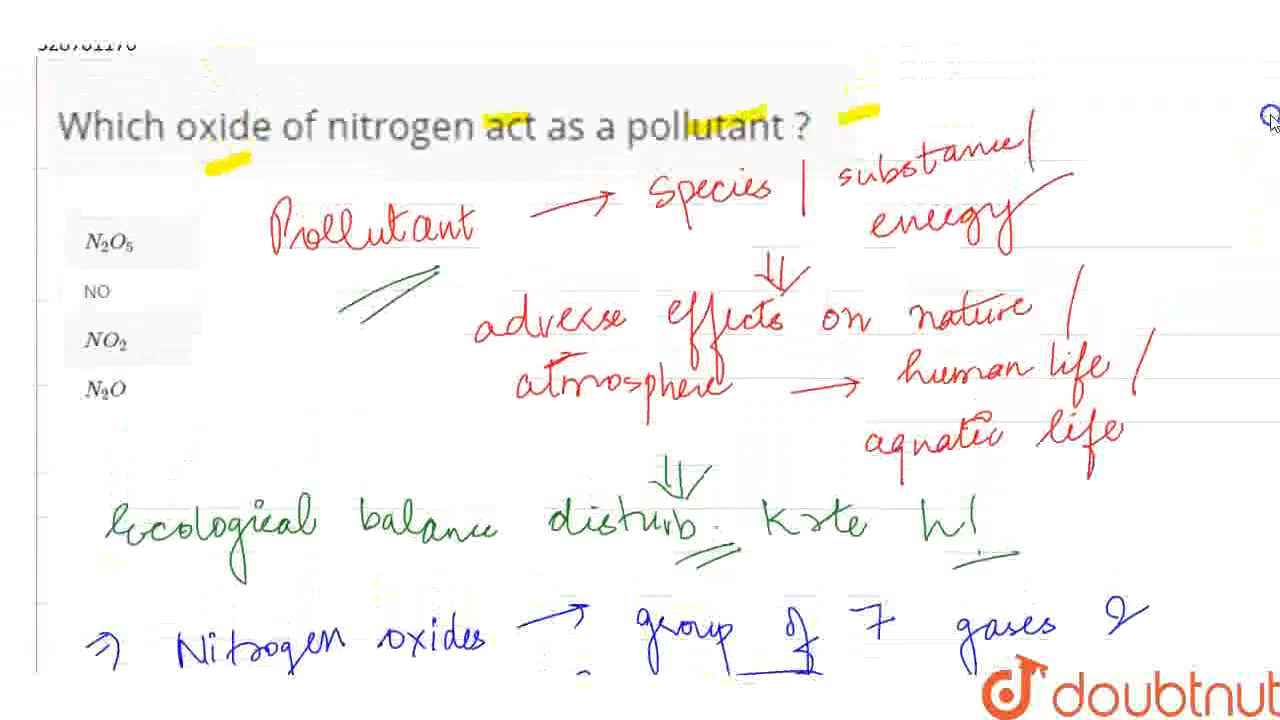 Which oxide of nitrogen act as a pollutant ?
Pollutant → Species | substance |
energy
N₂O₅
NO
adverse effects on nature /
NO₂
atmosphere → human life /
N₂O
aquatic life
Ecological balance disturb. Krte h|
⇒ Nitrogen oxides → group of 7 gases &
doubtnut